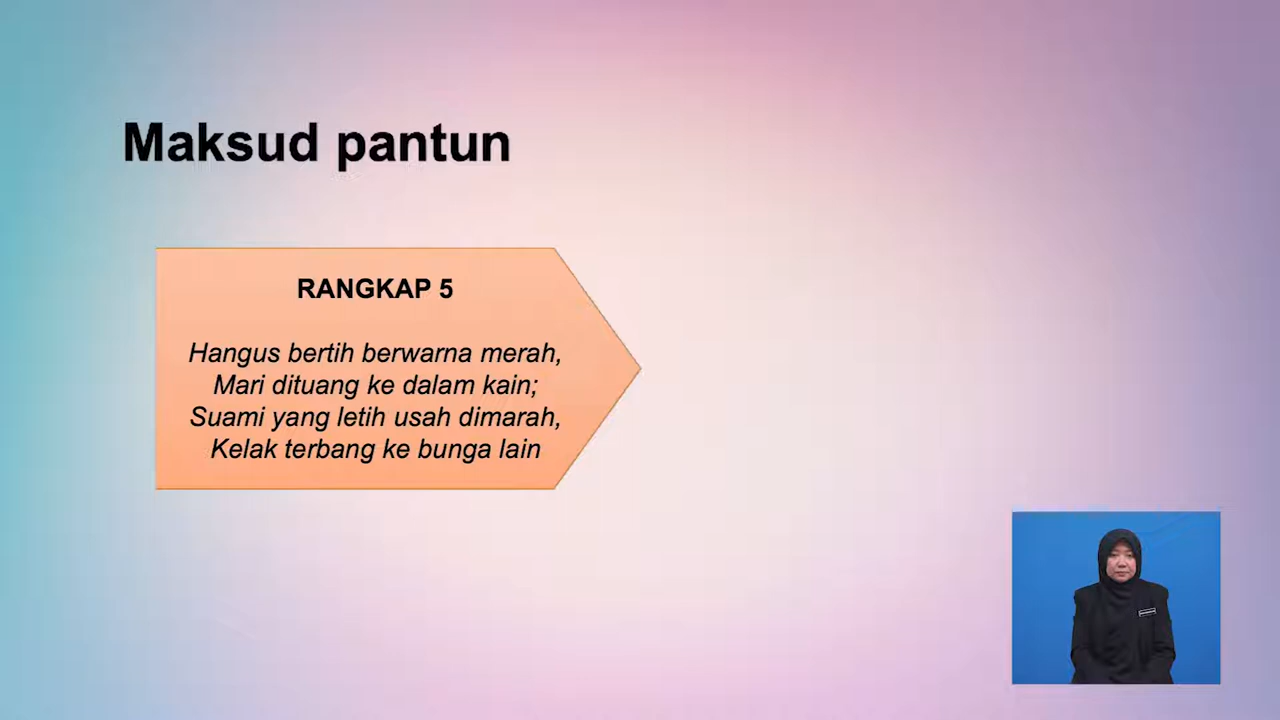 Maksud pantun
RANGKAP 5
Hangus bertih berwarna merah,
Mari dituang ke dalam kain;
Suami yang letih usah dimarah,
Kelak terbang ke bunga lain